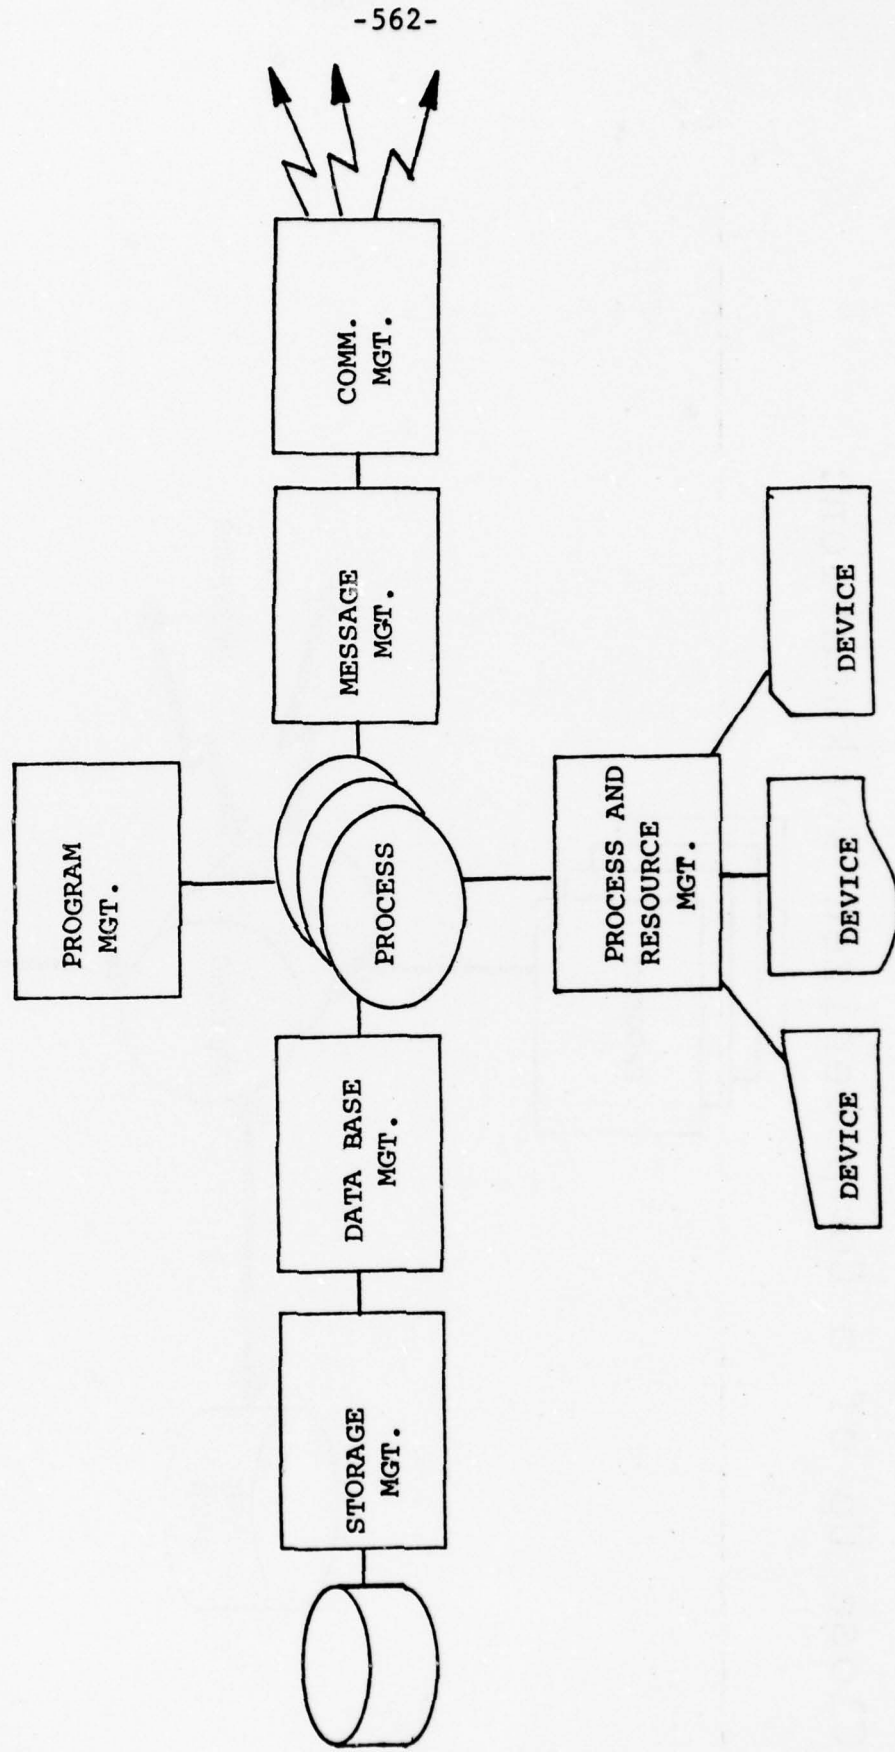 -562-
PROGRAM
MGT.
STORAGE
MGT.
DATA BASE
MGT.
PROCESS
MESSAGE
MGT.
COMM.
MGT.
PROCESS AND
RESOURCE
MGT.
DEVICE
DEVICE
DEVICE